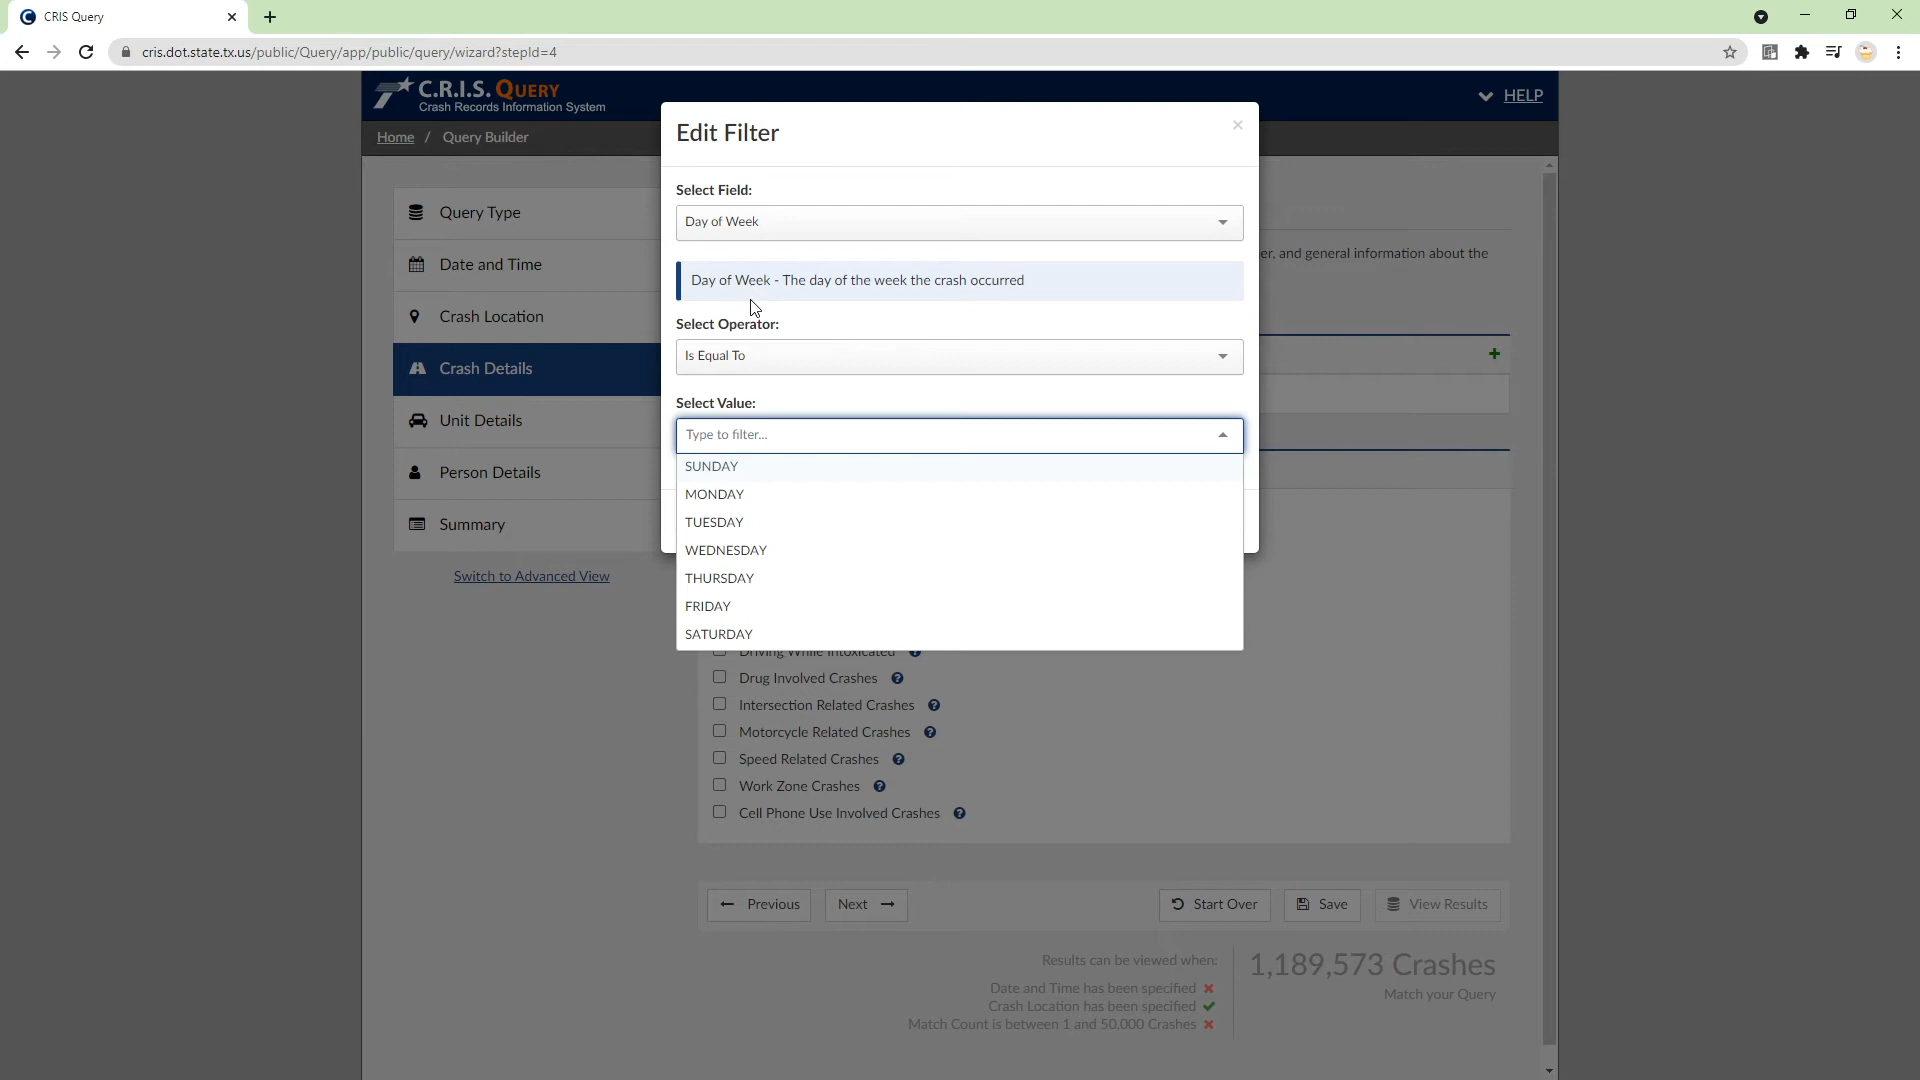 CRIS Query
cris.dot.state.tx.us/public/Query/app/public/query/wizard?stepId=4
C.R.I.S. QUERY
Crash Records Information System
HELP
Home / Query Builder
Edit Filter
Select Field:
Day of Week
Day of Week - The day of the week the crash occurred
Select Operator:
Is Equal To
Select Value:
Type to filter...
SUNDAY
MONDAY
TUESDAY
WEDNESDAY
THURSDAY
FRIDAY
SATURDAY
Query Type
Date and Time
Crash Location
Crash Details
Unit Details
Person Details
Summary
Switch to Advanced View
and general information about the
Driving While Intoxicated
Drug Involved Crashes
Intersection Related Crashes
Motorcycle Related Crashes
Speed Related Crashes
Work Zone Crashes
Cell Phone Use Involved Crashes
Previous
Next
Start Over
Save
View Results
Results can be viewed when:
Date and Time has been specified
Crash Location has been specified
Match Count is between 1 and 50,000 Crashes
1,189,573 Crashes
Match your Query